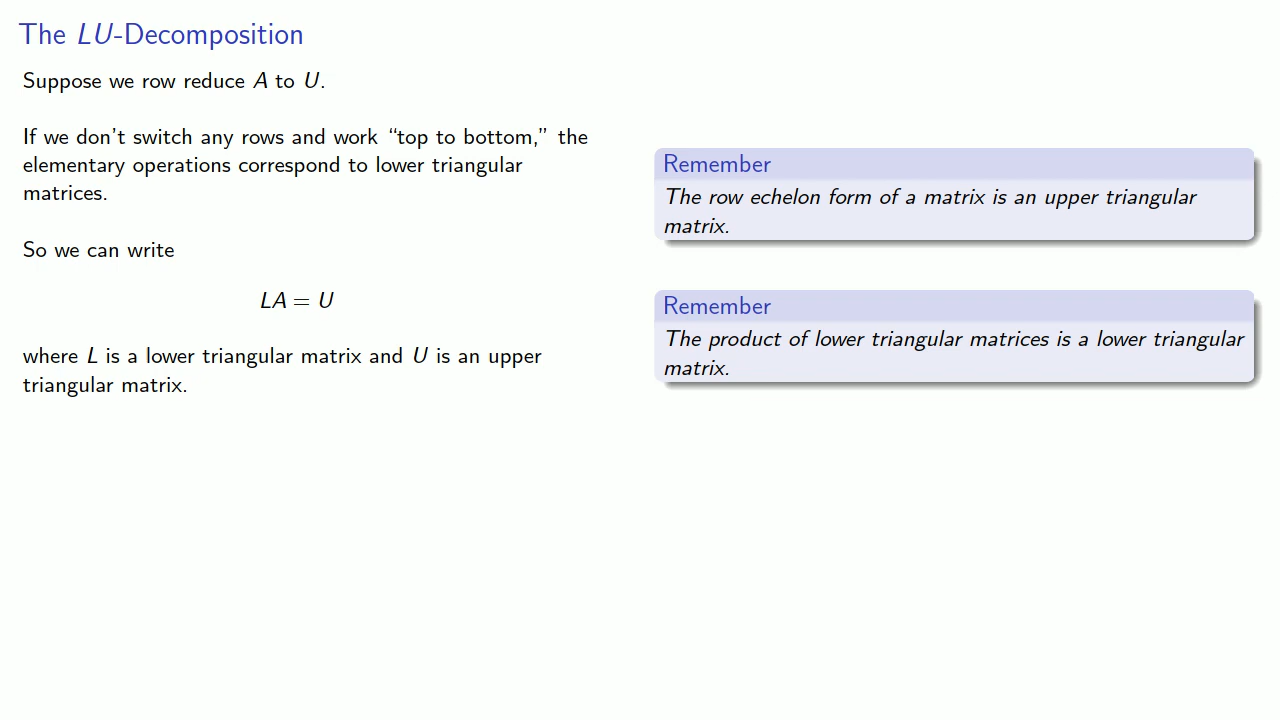 The LU-Decomposition
Suppose we row reduce A to U.
If we don't switch any rows and work “top to bottom,” the
elementary operations correspond to lower triangular
matrices.
So we can write
LA = U
where L is a lower triangular matrix and U is an upper
triangular matrix.
Remember
The row echelon form of a matrix is an upper triangular
matrix.
Remember
The product of lower triangular matrices is a lower triangular
matrix.